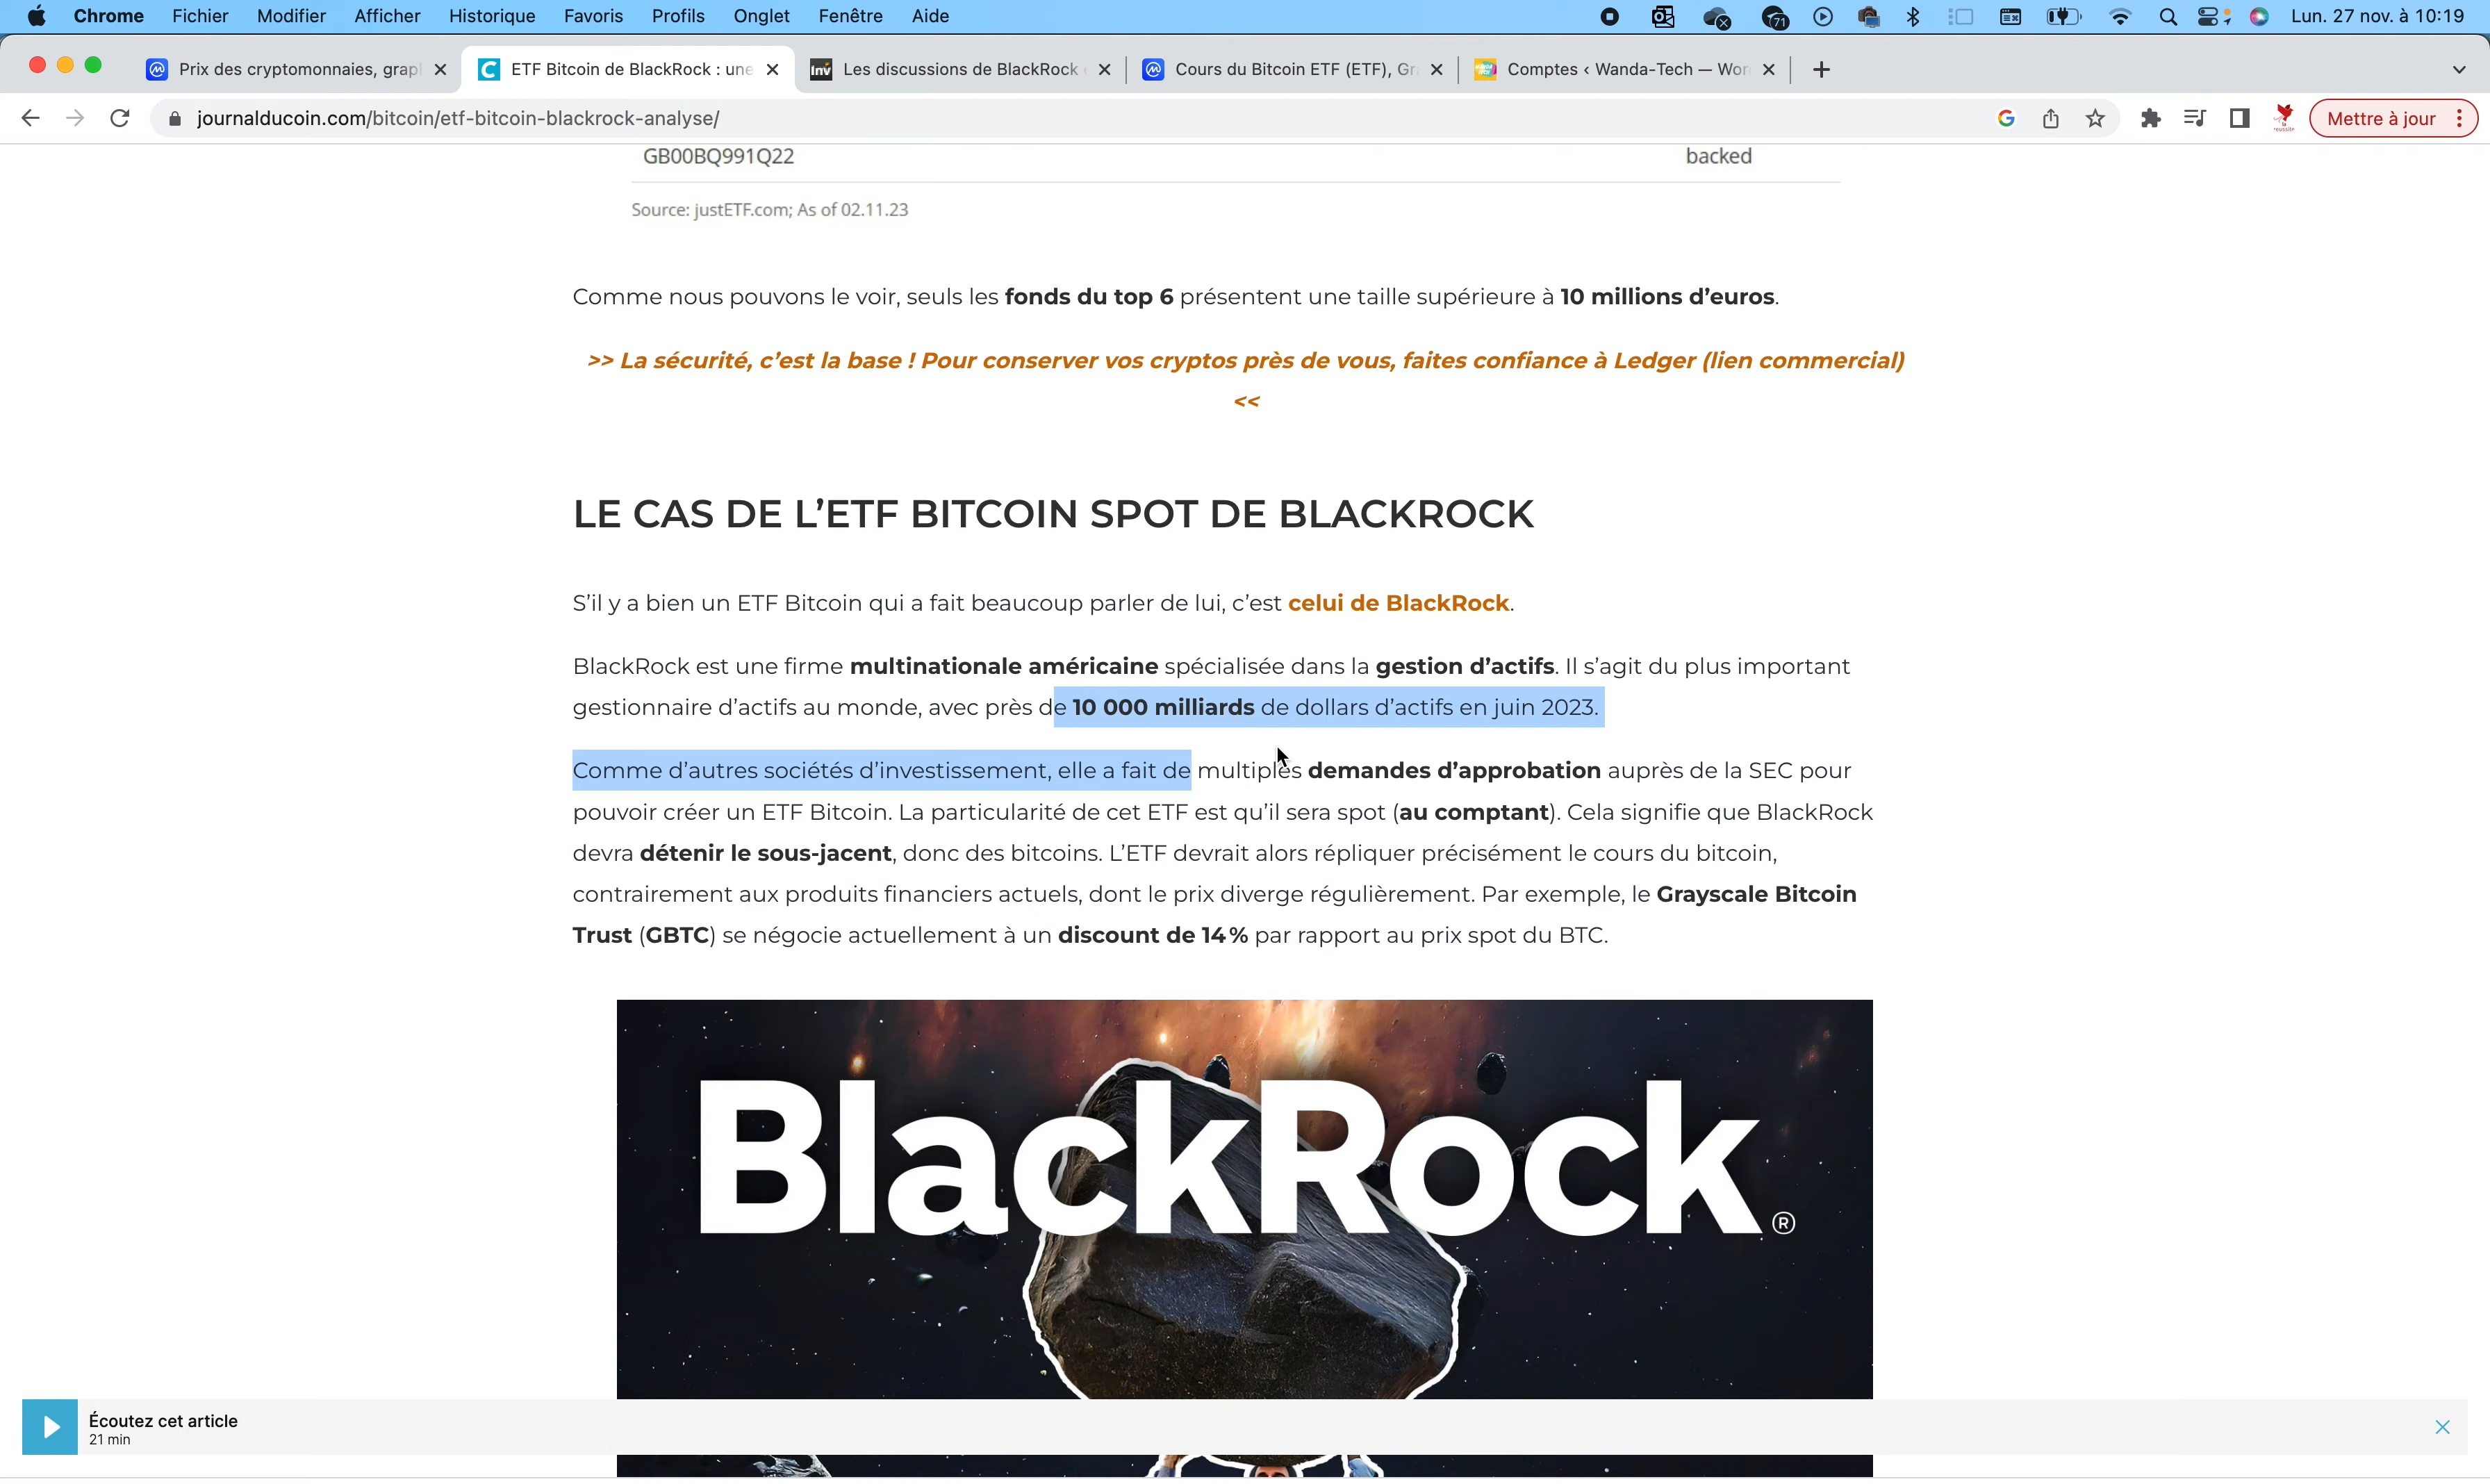 Chrome Fichier Modifier Afficher Historique Favoris Profils Onglet Fenêtre Aide 71 Lun. 27 nov. à 10:19
Prix des cryptomonnaies, grap ETF Bitcoin de BlackRock : une Inv Les discussions de BlackRock Cours du Bitcoin ETF (ETF), Gr Comptes ‹ Wanda-Tech — Wor
journalducoin.com/bitcoin/etf-bitcoin-blackrock-analyse/ Mettre à jour
GB00BQ991Q22 backed
Source: justETF.com; As of 02.11.23
Comme nous pouvons le voir, seuls les fonds du top 6 présentent une taille supérieure à 10 millions d’euros.
>> La sécurité, c’est la base ! Pour conserver vos cryptos près de vous, faites confiance à Ledger (lien commercial)
<<
LE CAS DE L’ETF BITCOIN SPOT DE BLACKROCK
S’il y a bien un ETF Bitcoin qui a fait beaucoup parler de lui, c’est celui de BlackRock.
BlackRock est une firme multinationale américaine spécialisée dans la gestion d’actifs. Il s’agit du plus important
gestionnaire d’actifs au monde, avec près de 10 000 milliards de dollars d’actifs en juin 2023.
Comme d’autres sociétés d’investissement, elle a fait de multiples demandes d’approbation auprès de la SEC pour
pouvoir créer un ETF Bitcoin. La particularité de cet ETF est qu’il sera spot (au comptant). Cela signifie que BlackRock
devra détenir le sous-jacent, donc des bitcoins. L’ETF devrait alors répliquer précisément le cours du bitcoin,
contrairement aux produits financiers actuels, dont le prix diverge régulièrement. Par exemple, le Grayscale Bitcoin
Trust (GBTC) se négocie actuellement à un discount de 14 % par rapport au prix spot du BTC.
BlackRock®
Écoutez cet article
21 min